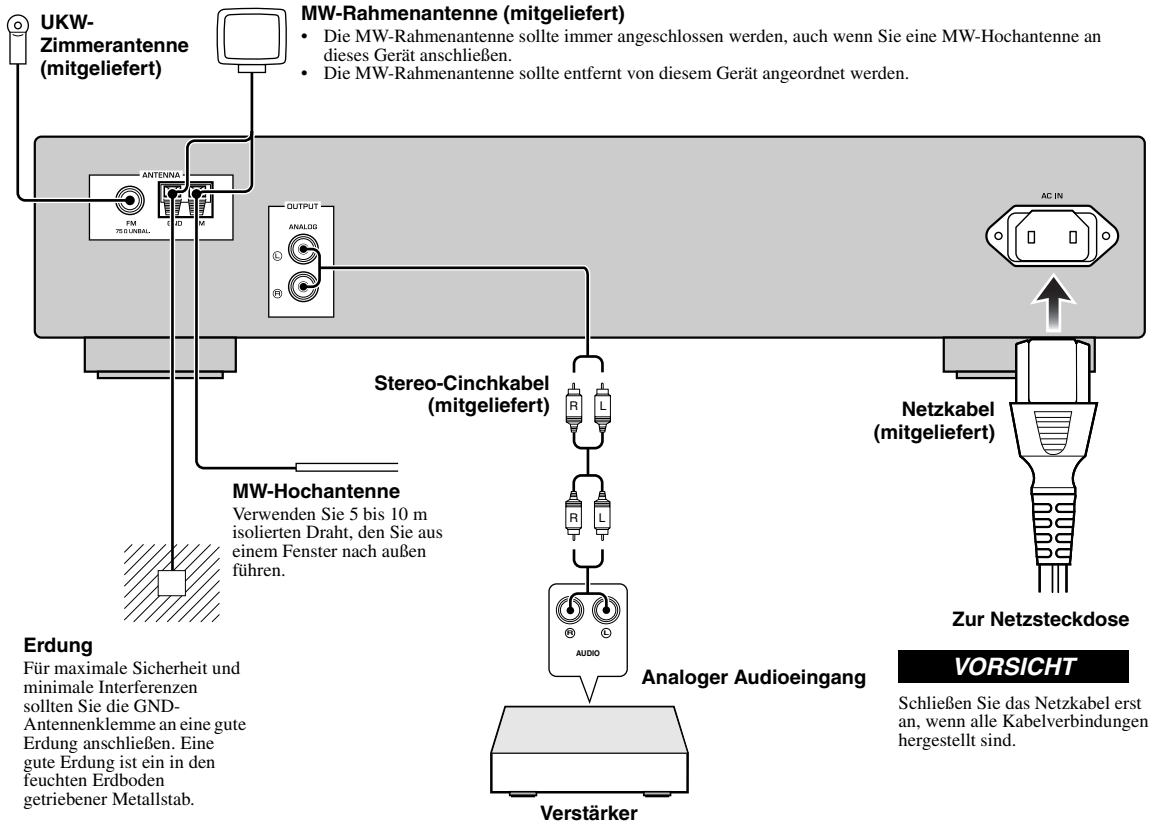 UKW-
Zimmerantenne
(mitgeliefert)
MW-Rahmenantenne (mitgeliefert)
• Die MW-Rahmenantenne sollte immer angeschlossen werden, auch wenn Sie eine MW-Hochantenne an
dieses Gerät anschließen.
• Die MW-Rahmenantenne sollte entfernt von diesem Gerät angeordnet werden.
ANTENNA
FM
75Ω UNBAL.
GND
OUTPUT
ANALOG
L
R
AC IN
Stereo-Cinchkabel
(mitgeliefert)
R L
R L
Netzkabel
(mitgeliefert)
MW-Hochantenne
Verwenden Sie 5 bis 10 m
isolierten Draht, den Sie aus
einem Fenster nach außen
führen.
Erdung
Für maximale Sicherheit und
minimale Interferenzen
sollten Sie die GND-
Antennenklemme an eine gute
Erdung anschließen. Eine
gute Erdung ist ein in den
feuchten Erdboden
getriebener Metallstab.
R L
AUDIO
Analoger Audioeingang
Verstärker
Zur Netzsteckdose
VORSICHT
Schließen Sie das Netzkabel erst
an, wenn alle Kabelverbindungen
hergestellt sind.